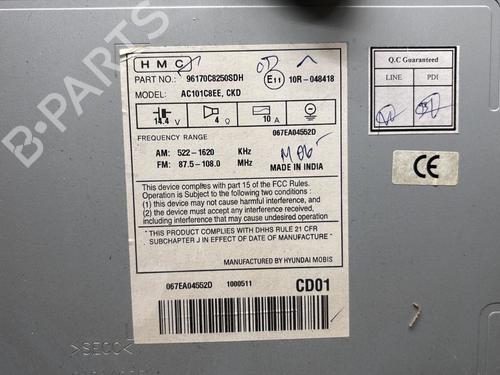 HMC
PART NO.: 96170C8250SDH
E11 10R-048418
MODEL: AC101C8EE, CKD
14.4 V
4 Ω
10 A
FREQUENCY RANGE
067EA04552D
AM: 522-1620 KHz
FM: 87.5-108.0 MHz
M06
MADE IN INDIA
This device complies with part 15 of the FCC Rules.
Operation is Subject to the following two conditions :
(1) this device may not cause harmful interference, and
(2) the device must accept any interference received,
including interference that may cause undesired operation
" THIS PRODUCT COMPLIES WITH DHHS RULE 21 CFR
SUBCHAPTER J IN EFFECT OF DATE OF MANUFACTURE "
MANUFACTURED BY HYUNDAI MOBIS
067EA04552D 1000511 CD01
Q.C Guaranteed
LINE PDI
CE
>SECC<
B-PARTS